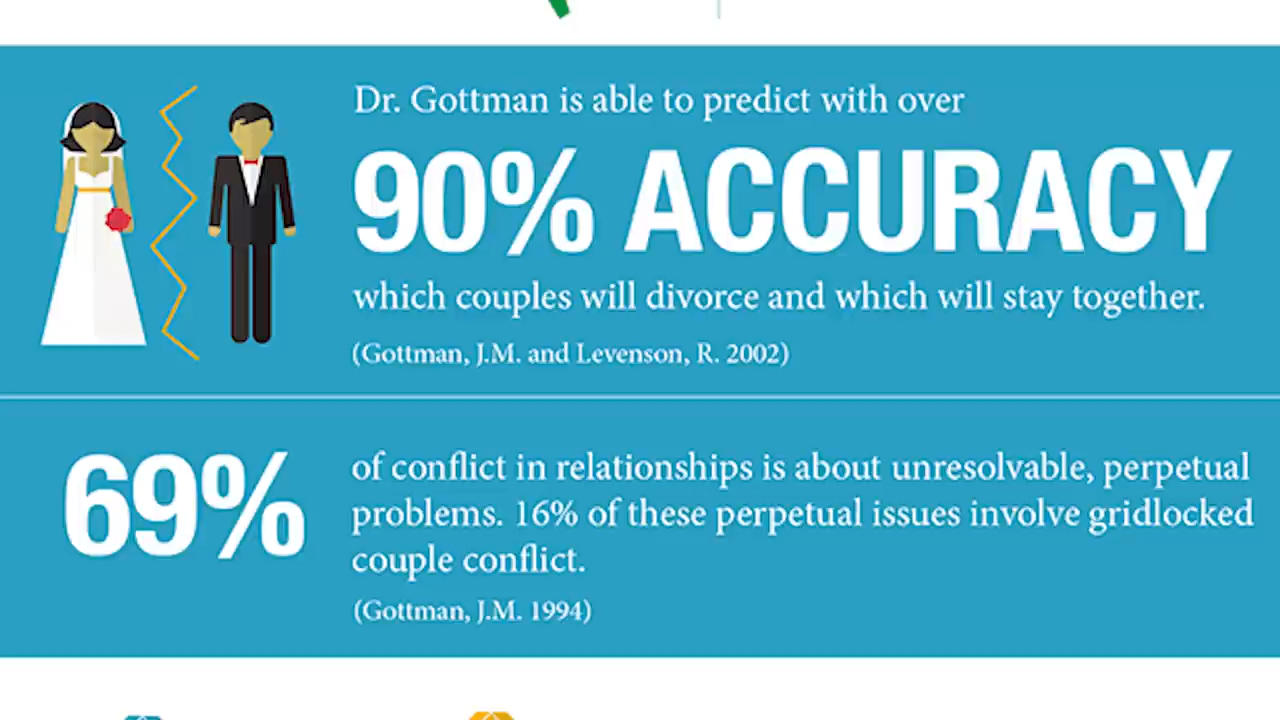 Dr. Gottman is able to predict with over
90% ACCURACY
which couples will divorce and which will stay together.
(Gottman, J.M. and Levenson, R. 2002)
69%
of conflict in relationships is about unresolvable, perpetual
problems. 16% of these perpetual issues involve gridlocked
couple conflict.
(Gottman, J.M. 1994)